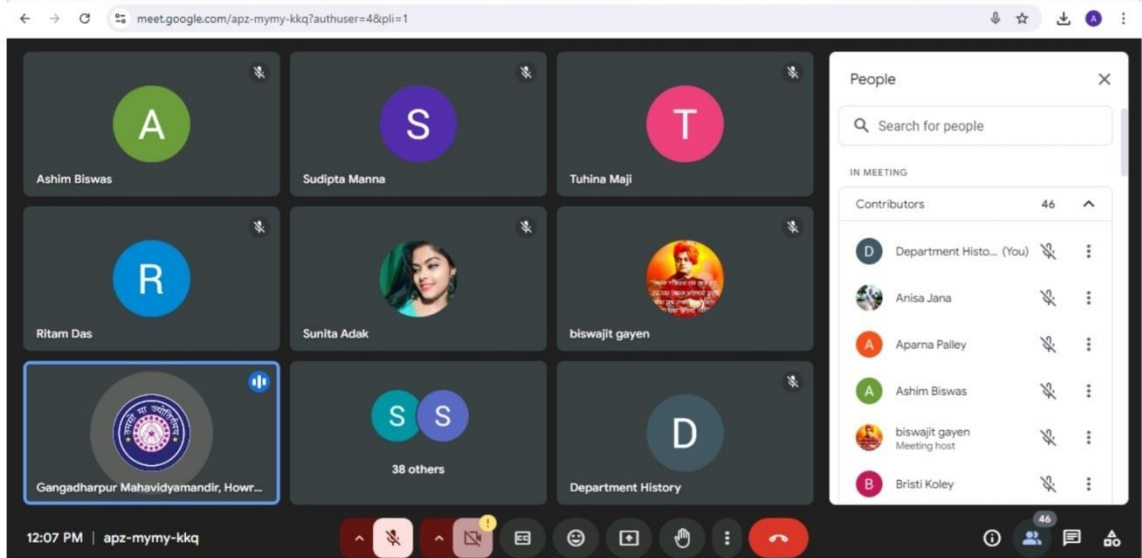 meet.google.com/apz-mymy-kkq?authuser=4&pli=1
A
A
Ashim Biswas
S
Sudipta Manna
T
Tuhina Maji
R
Ritam Das
Sunita Adak
biswajit gayen
तमसो मा ज्योतिर्गमय
Gangadharpur Mahavidyamandir, Howr...
S S
38 others
D
Department History
People
Search for people
IN MEETING
Contributors 46
D Department Histo... (You)
Anisa Jana
A Aparna Palley
A Ashim Biswas
biswajit gayen
Meeting host
B Bristi Koley
12:07 PM | apz-mymy-kkq
!
CC
46